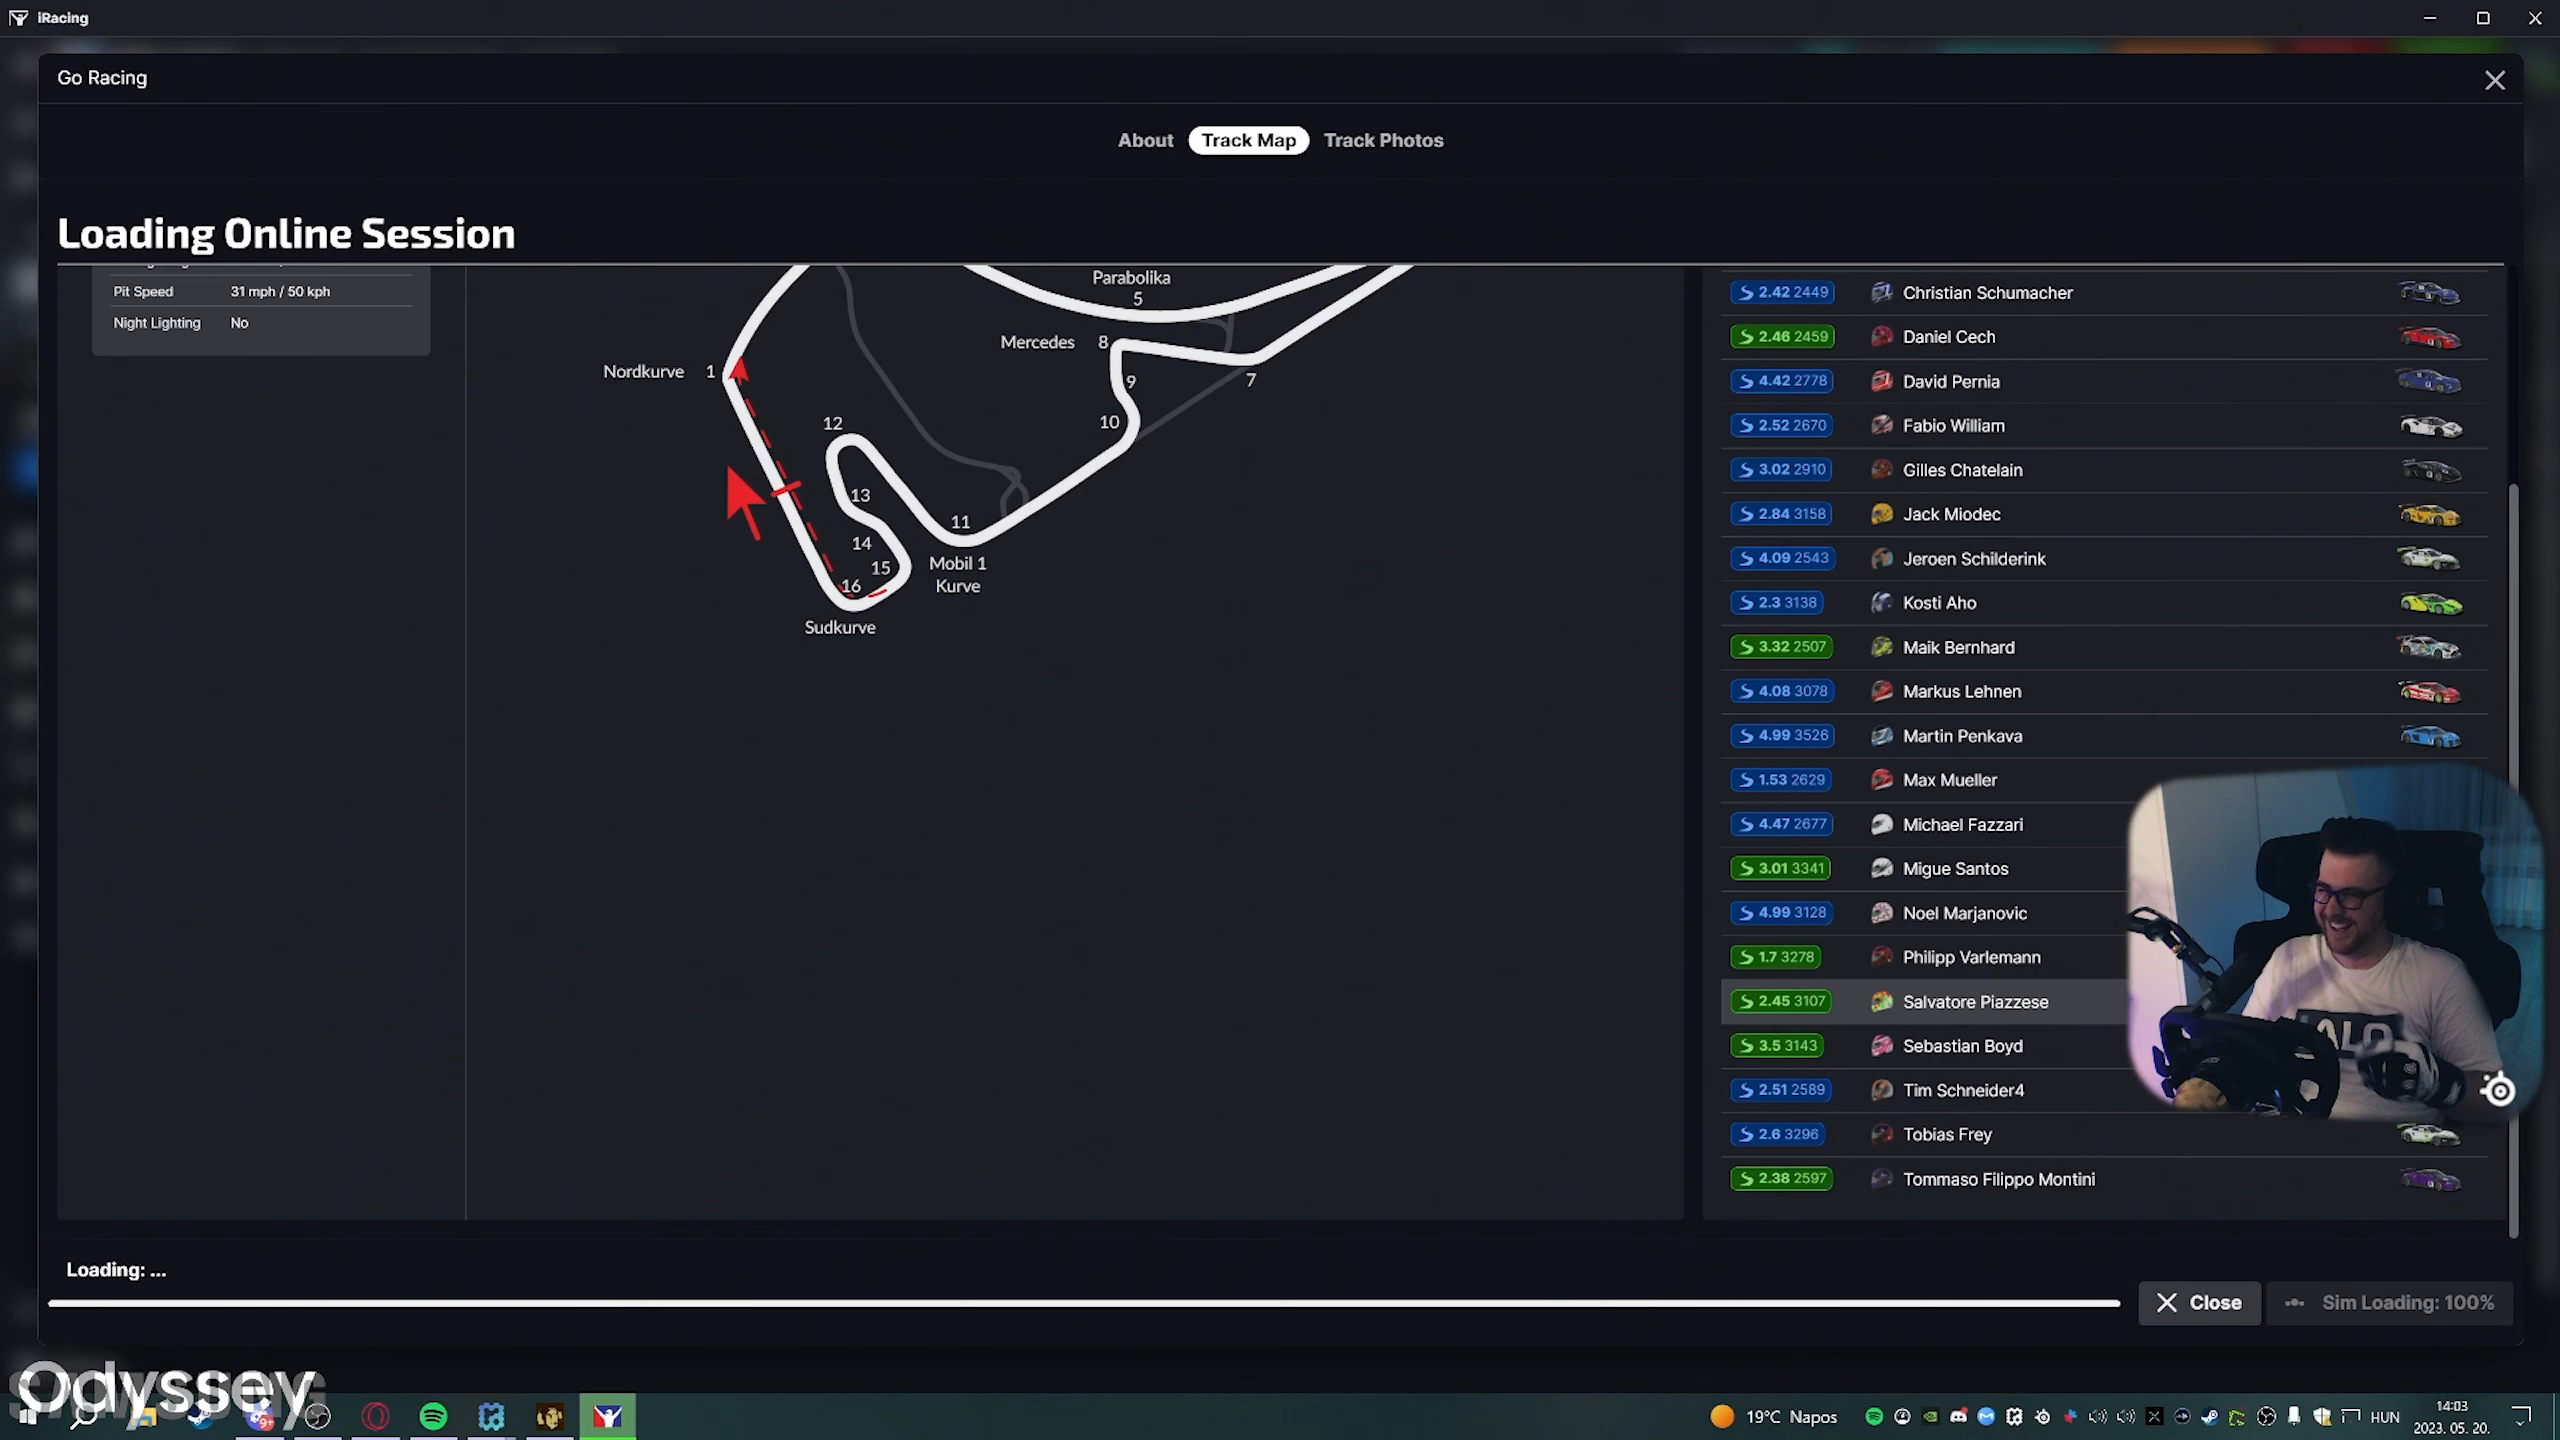 iRacing
Go Racing
About Track Map Track Photos
Loading Online Session
Pit Speed 31 mph / 50 kph
Night Lighting No
Parabolika
5
Mercedes 8
7
9
10
Nordkurve 1
12
13
11
14
15
Mobil 1
Kurve
16
Sudkurve
2.42 2449 Christian Schumacher
2.46 2459 Daniel Cech
4.42 2778 David Pernia
2.52 2670 Fabio William
3.02 2910 Gilles Chatelain
2.84 3158 Jack Miodec
4.09 2543 Jeroen Schilderink
2.3 3138 Kosti Aho
3.32 2507 Maik Bernhard
4.08 3078 Markus Lehnen
4.99 3526 Martin Penkava
1.53 2629 Max Mueller
4.47 2677 Michael Fazzari
3.01 3341 Migue Santos
4.99 3128 Noel Marjanovic
1.7 3278 Philipp Varlemann
2.45 3107 Salvatore Piazzese
3.5 3143 Sebastian Boyd
2.51 2589 Tim Schneider4
2.6 3296 Tobias Frey
2.38 2597 Tommaso Filippo Montini
Loading: ...
Close
Sim Loading: 100%
Odyssey
9+
19°C Napos
HUN
14:03
2023. 05. 20.